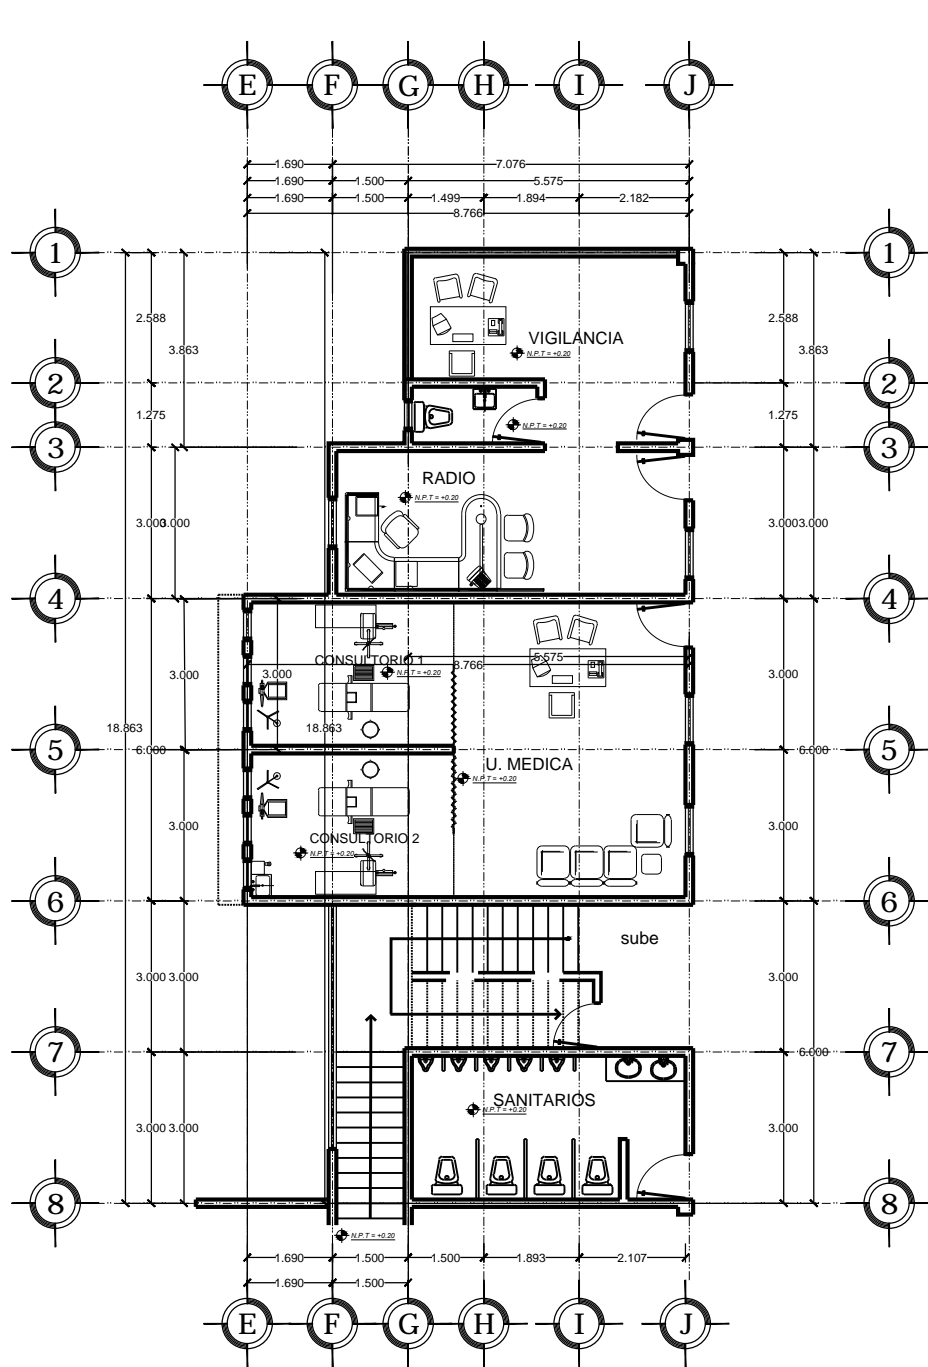 E F G H I J
1.690 7.076
1.690 1.500 5.575
1.690 1.500 1.499 1.894 2.182
8.766
1 1
2.588 2.588
VIGILANCIA
3.863 3.863
N.P.T = +0.20
2 2
1.275 1.275
N.P.T = +0.20
3 3
RADIO
N.P.T = +0.20
3.000 3.000 3.000 3.000
4 4
CONSULTORIO 1 8.766 5.575
3.000 3.000 N.P.T = +0.20 3.000
18.863 18.863
5 6.000 6.000 5
U. MEDICA
N.P.T = +0.20
3.000 3.000
CONSULTORIO 2
N.P.T = +0.20
6 6
sube
3.000 3.000 3.000
7 6.000 7
SANITARIOS
N.P.T = +0.20
3.000 3.000 3.000
8 8
N.P.T = +0.20
1.690 1.500 1.500 1.893 2.107
1.690 1.500
E F G H I J